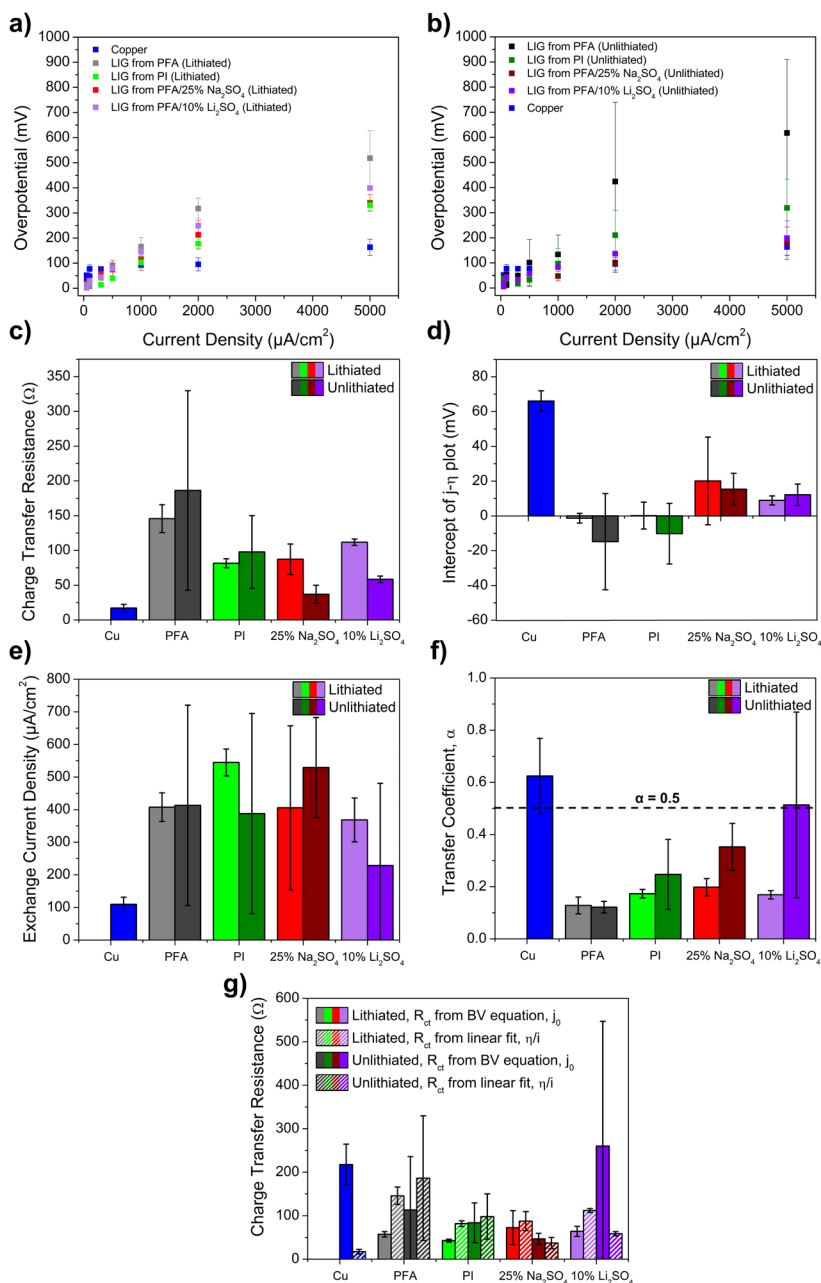 a)
1000
900
800
700
600
500
400
300
200
100
0
Overpotential (mV)
Copper
LIG from PFA (Lithiated)
LIG from PI (Lithiated)
LIG from PFA/25% Na₂SO₄ (Lithiated)
LIG from PFA/10% Li₂SO₄ (Lithiated)
0 1000 2000 3000 4000 5000
Current Density (µA/cm²)
b)
1000
900
800
700
600
500
400
300
200
100
0
Overpotential (mV)
LIG from PFA (Unlithiated)
LIG from PI (Unlithiated)
LIG from PFA/25% Na₂SO₄ (Unlithiated)
LIG from PFA/10% Li₂SO₄ (Unlithiated)
Copper
0 1000 2000 3000 4000 5000
Current Density (µA/cm²)
c)
350
300
250
200
150
100
50
0
Charge Transfer Resistance (Ω)
Lithiated
Unlithiated
Cu PFA PI 25% Na₂SO₄ 10% Li₂SO₄
d)
80
60
40
20
0
-20
-40
-60
Intercept of j-η plot (mV)
Lithiated
Unlithiated
Cu PFA PI 25% Na₂SO₄ 10% Li₂SO₄
e)
800
700
600
500
400
300
200
100
0
Exchange Current Density (µA/cm²)
Lithiated
Unlithiated
Cu PFA PI 25% Na₂SO₄ 10% Li₂SO₄
f)
1.0
0.8
0.6
0.4
0.2
0.0
Transfer Coefficient, α
Lithiated
Unlithiated
α = 0.5
Cu PFA PI 25% Na₂SO₄ 10% Li₂SO₄
g)
600
500
400
300
200
100
0
Charge Transfer Resistance (Ω)
Lithiated, R_ct from BV equation, j₀
Lithiated, R_ct from linear fit, η/i
Unlithiated, R_ct from BV equation, j₀
Unlithiated, R_ct from linear fit, η/i
Cu PFA PI 25% Na₂SO₄ 10% Li₂SO₄